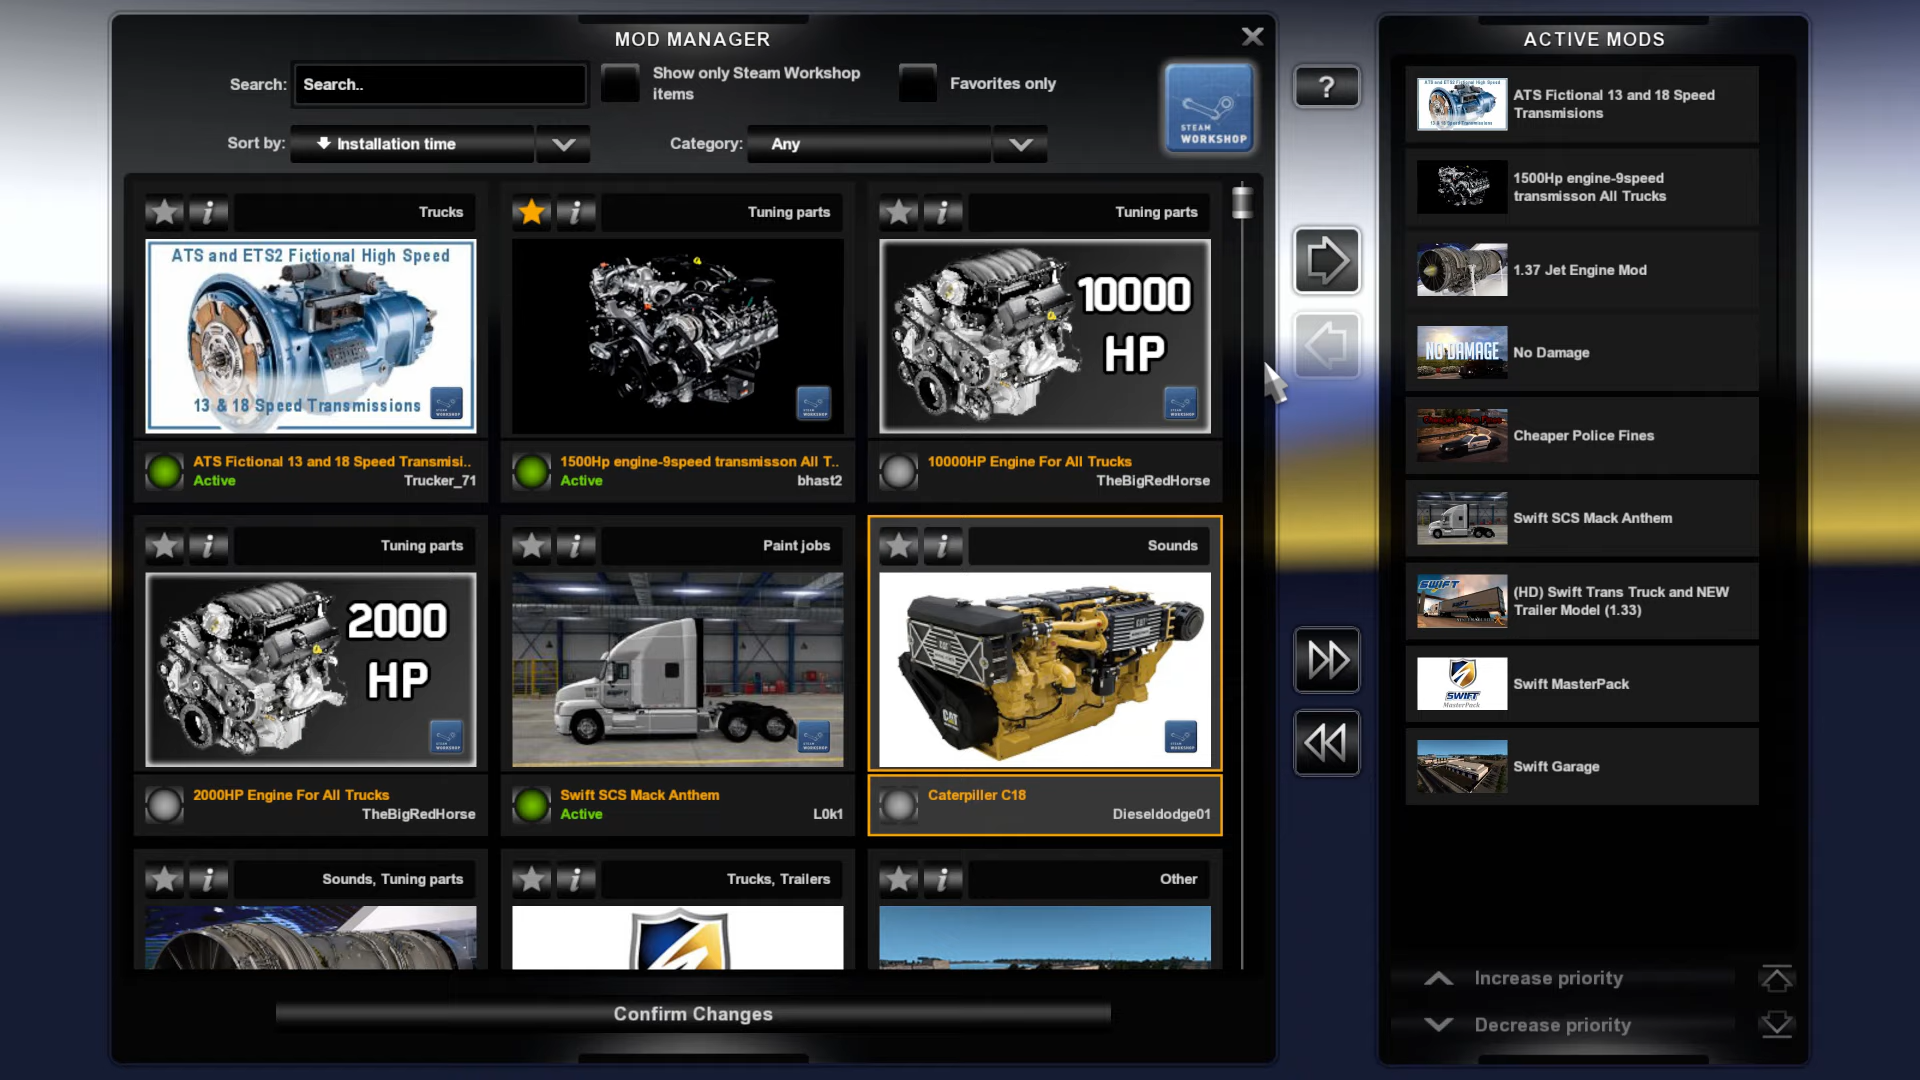 MOD MANAGER
Search:
Search..
Show only Steam Workshop
items
Favorites only
STEAM
WORKSHOP
Sort by:
Installation time
Category:
Any
?
Trucks
ATS and ETS2 Fictional High Speed
13 & 18 Speed Transmissions
ATS Fictional 13 and 18 Speed Transmisi..
Active
Trucker_71
Tuning parts
1500Hp engine-9speed transmisson All T..
Active
bhast2
Tuning parts
10000
HP
10000HP Engine For All Trucks
TheBigRedHorse
Tuning parts
2000
HP
2000HP Engine For All Trucks
TheBigRedHorse
Paint jobs
Swift SCS Mack Anthem
Active
L0k1
Sounds
CAT
Caterpiller C18
Dieseldodge01
Sounds, Tuning parts
Trucks, Trailers
Other
Confirm Changes
ACTIVE MODS
ATS Fictional 13 and 18 Speed
Transmisions
1500Hp engine-9speed
transmisson All Trucks
1.37 Jet Engine Mod
NO DAMAGE
No Damage
Cheaper Police Fines
Swift SCS Mack Anthem
SWIFT
(HD) Swift Trans Truck and NEW
Trailer Model (1.33)
SWIFT
MasterPack
Swift MasterPack
Swift Garage
Increase priority
Decrease priority